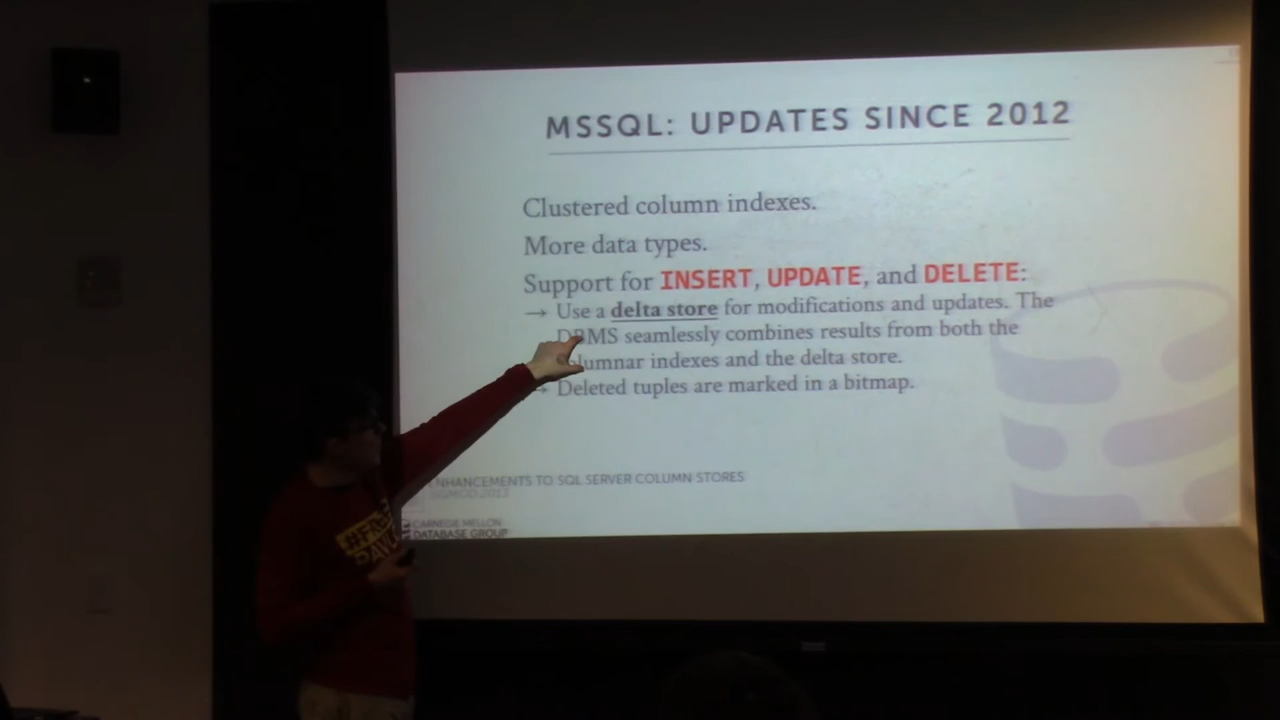 MSSQL: UPDATES SINCE 2012
Clustered column indexes.
More data types.
Support for INSERT, UPDATE, and DELETE:
→ Use a delta store for modifications and updates. The
DBMS seamlessly combines results from both the
columnar indexes and the delta store.
→ Deleted tuples are marked in a bitmap.
ENHANCEMENTS TO SQL SERVER COLUMN STORES
SIGMOD 2013
CARNEGIE MELLON
DATABASE GROUP
#FREE